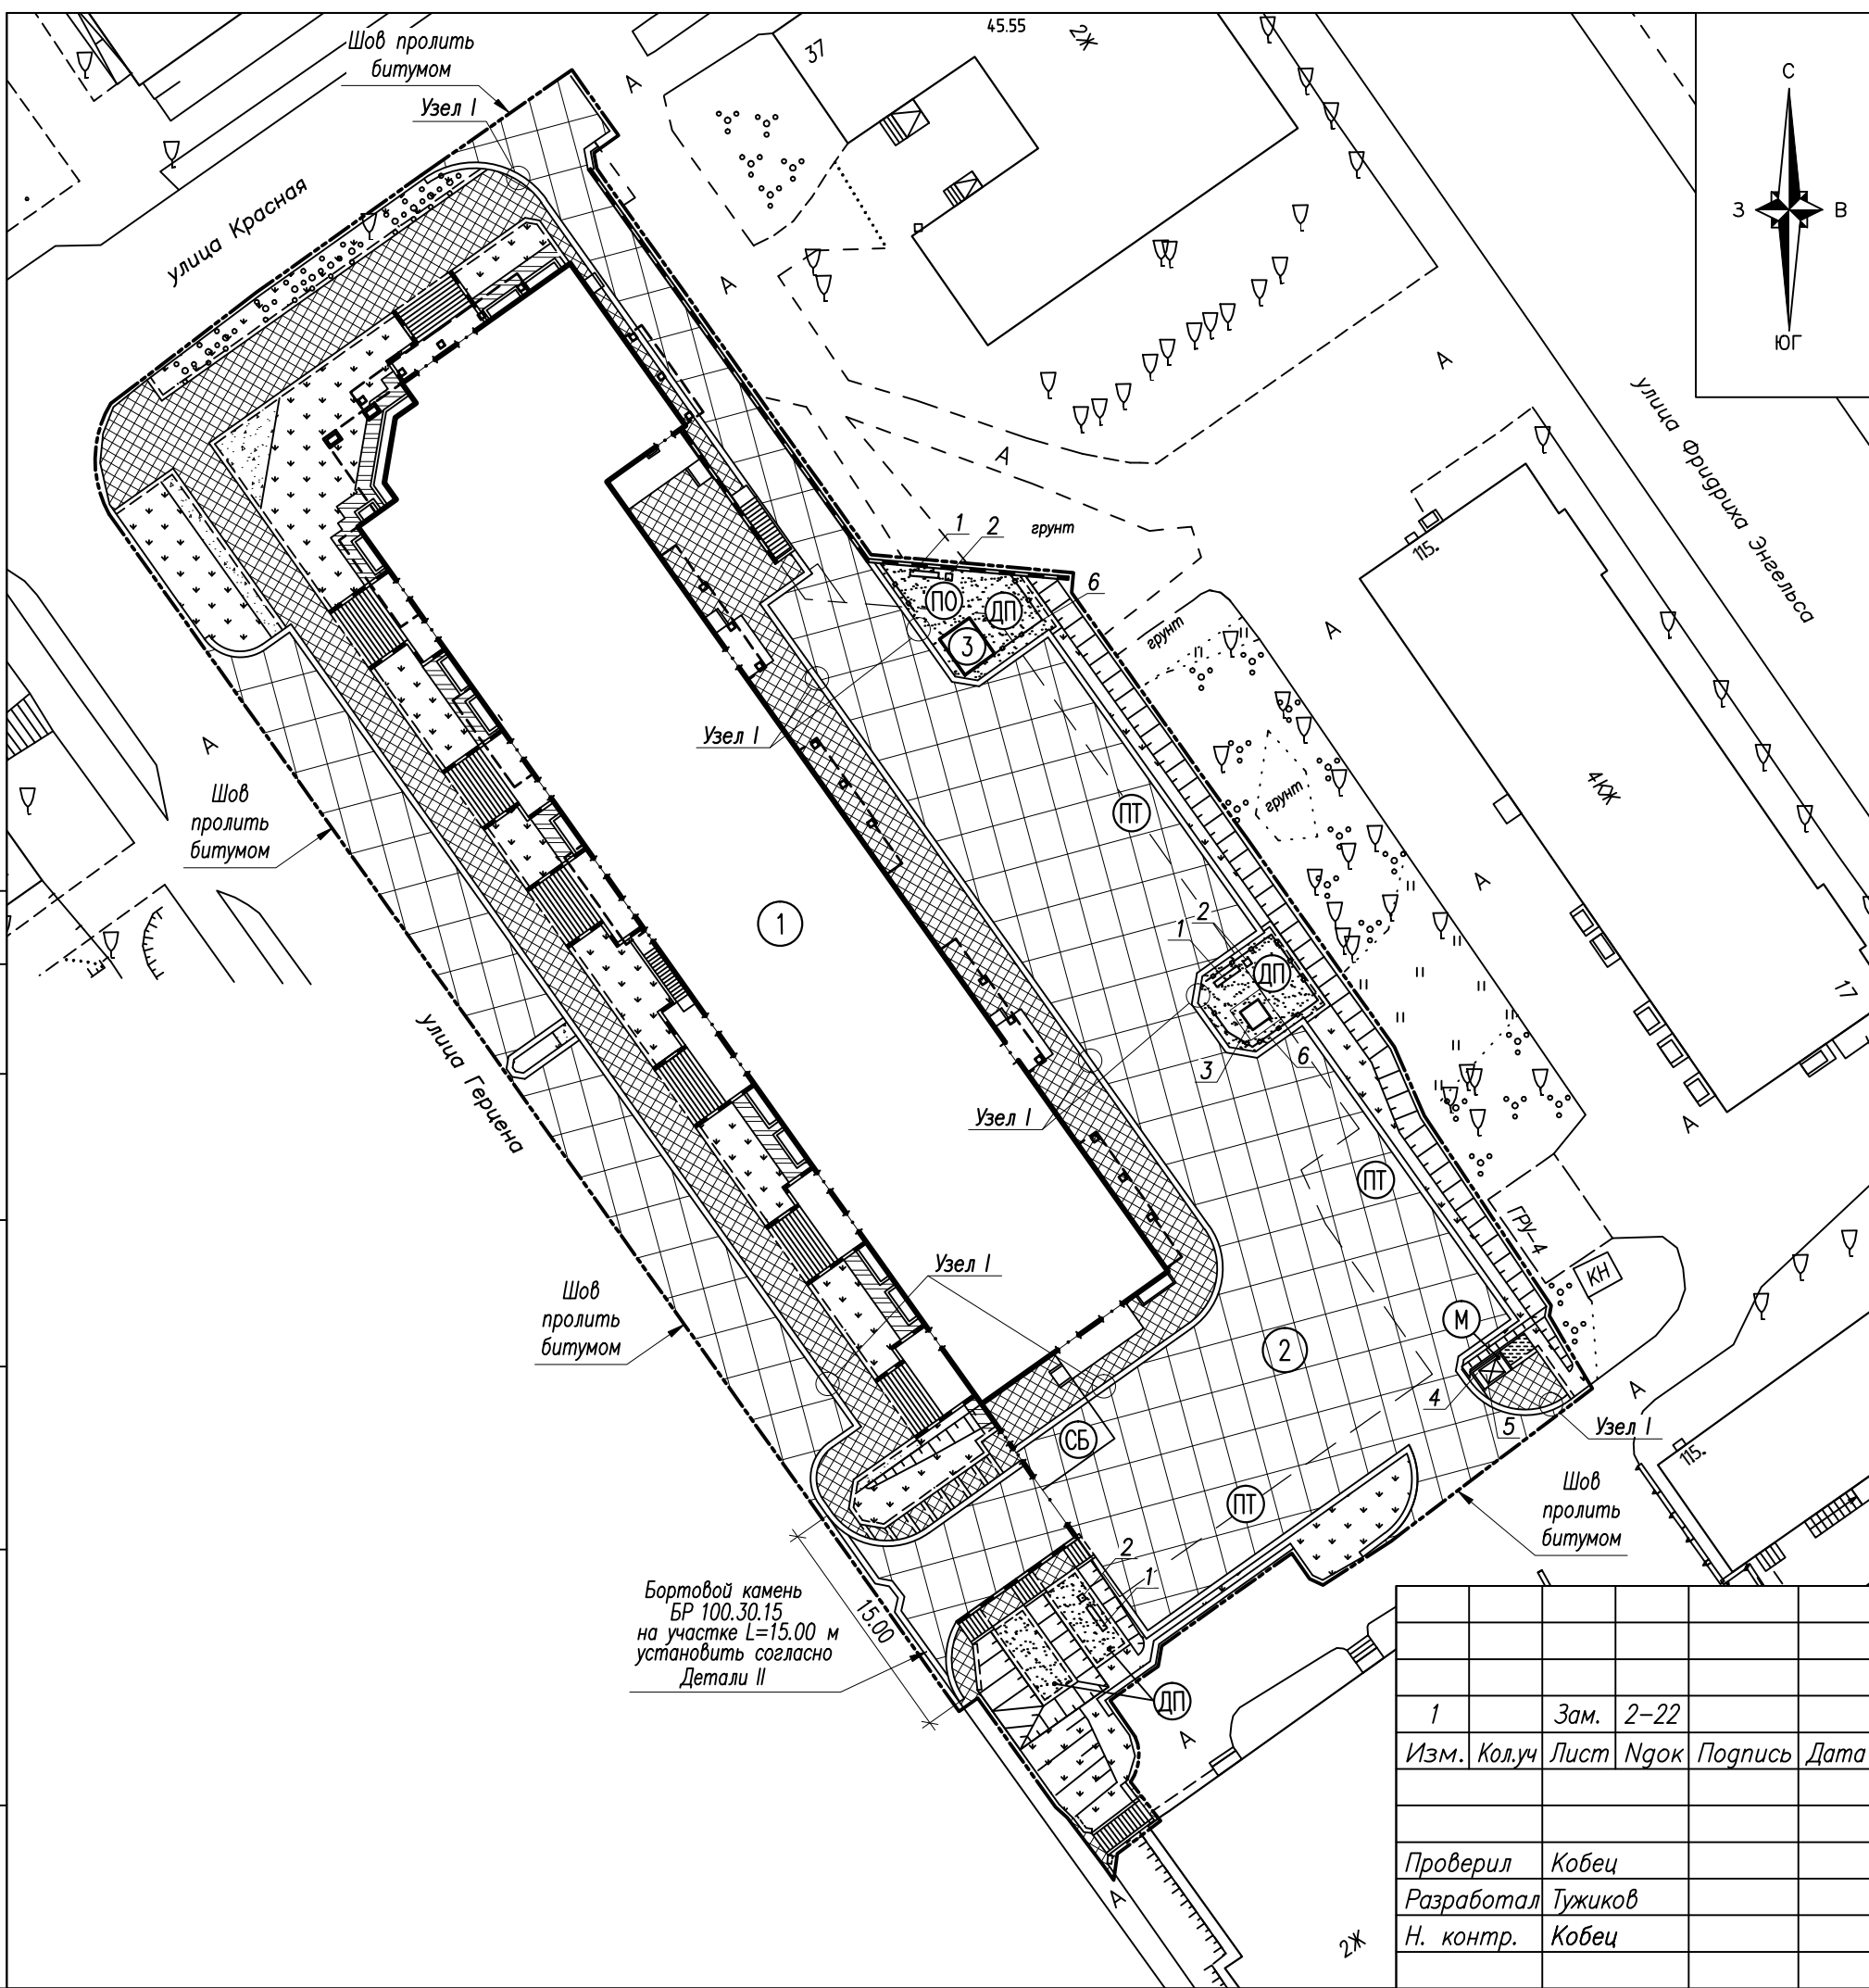 Шов пролить
битумом
Узел I
улица Красная
37
45.55
2Ж
А
А
А
А
С
З
В
ЮГ
улица Фридриха Энгельса
1
2
грунт
6
ПО
ДП
3
115.
грунт
А
Узел I
А
Шов
пролить
битумом
ПТ
грунт
4КЖ
А
1
2
1
ДП
3
6
17
улица Герцена
Узел I
А
ПТ
ГРУ-4
КН
Узел I
Шов
пролить
битумом
М
2
4
5
Узел I
А
115.
СБ
ПТ
Шов
пролить
битумом
2
1
Бортовой камень
БР 100.30.15
на участке L=15.00 м
установить согласно
Детали II
15.00
ДП
А
А
2Ж
1 Зам. 2-22
Изм. Кол.уч Лист Nдок Подпись Дата
Проверил Кобец
Разработал Тужиков
Н. контр. Кобец